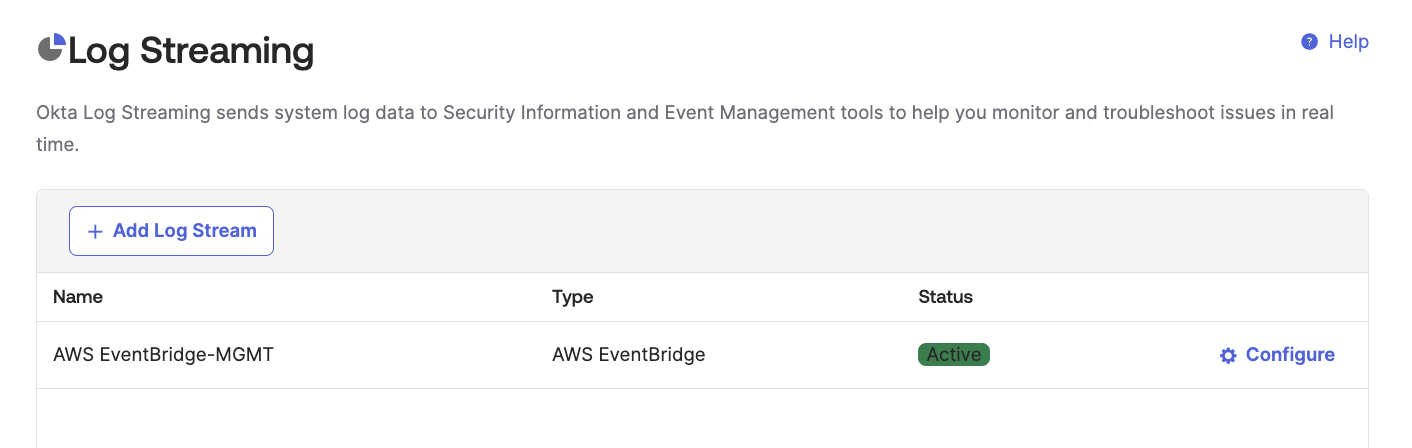 Log Streaming
Help
Okta Log Streaming sends system log data to Security Information and Event Management tools to help you monitor and troubleshoot issues in real
time.
+ Add Log Stream
Name Type Status
AWS EventBridge-MGMT AWS EventBridge Active Configure